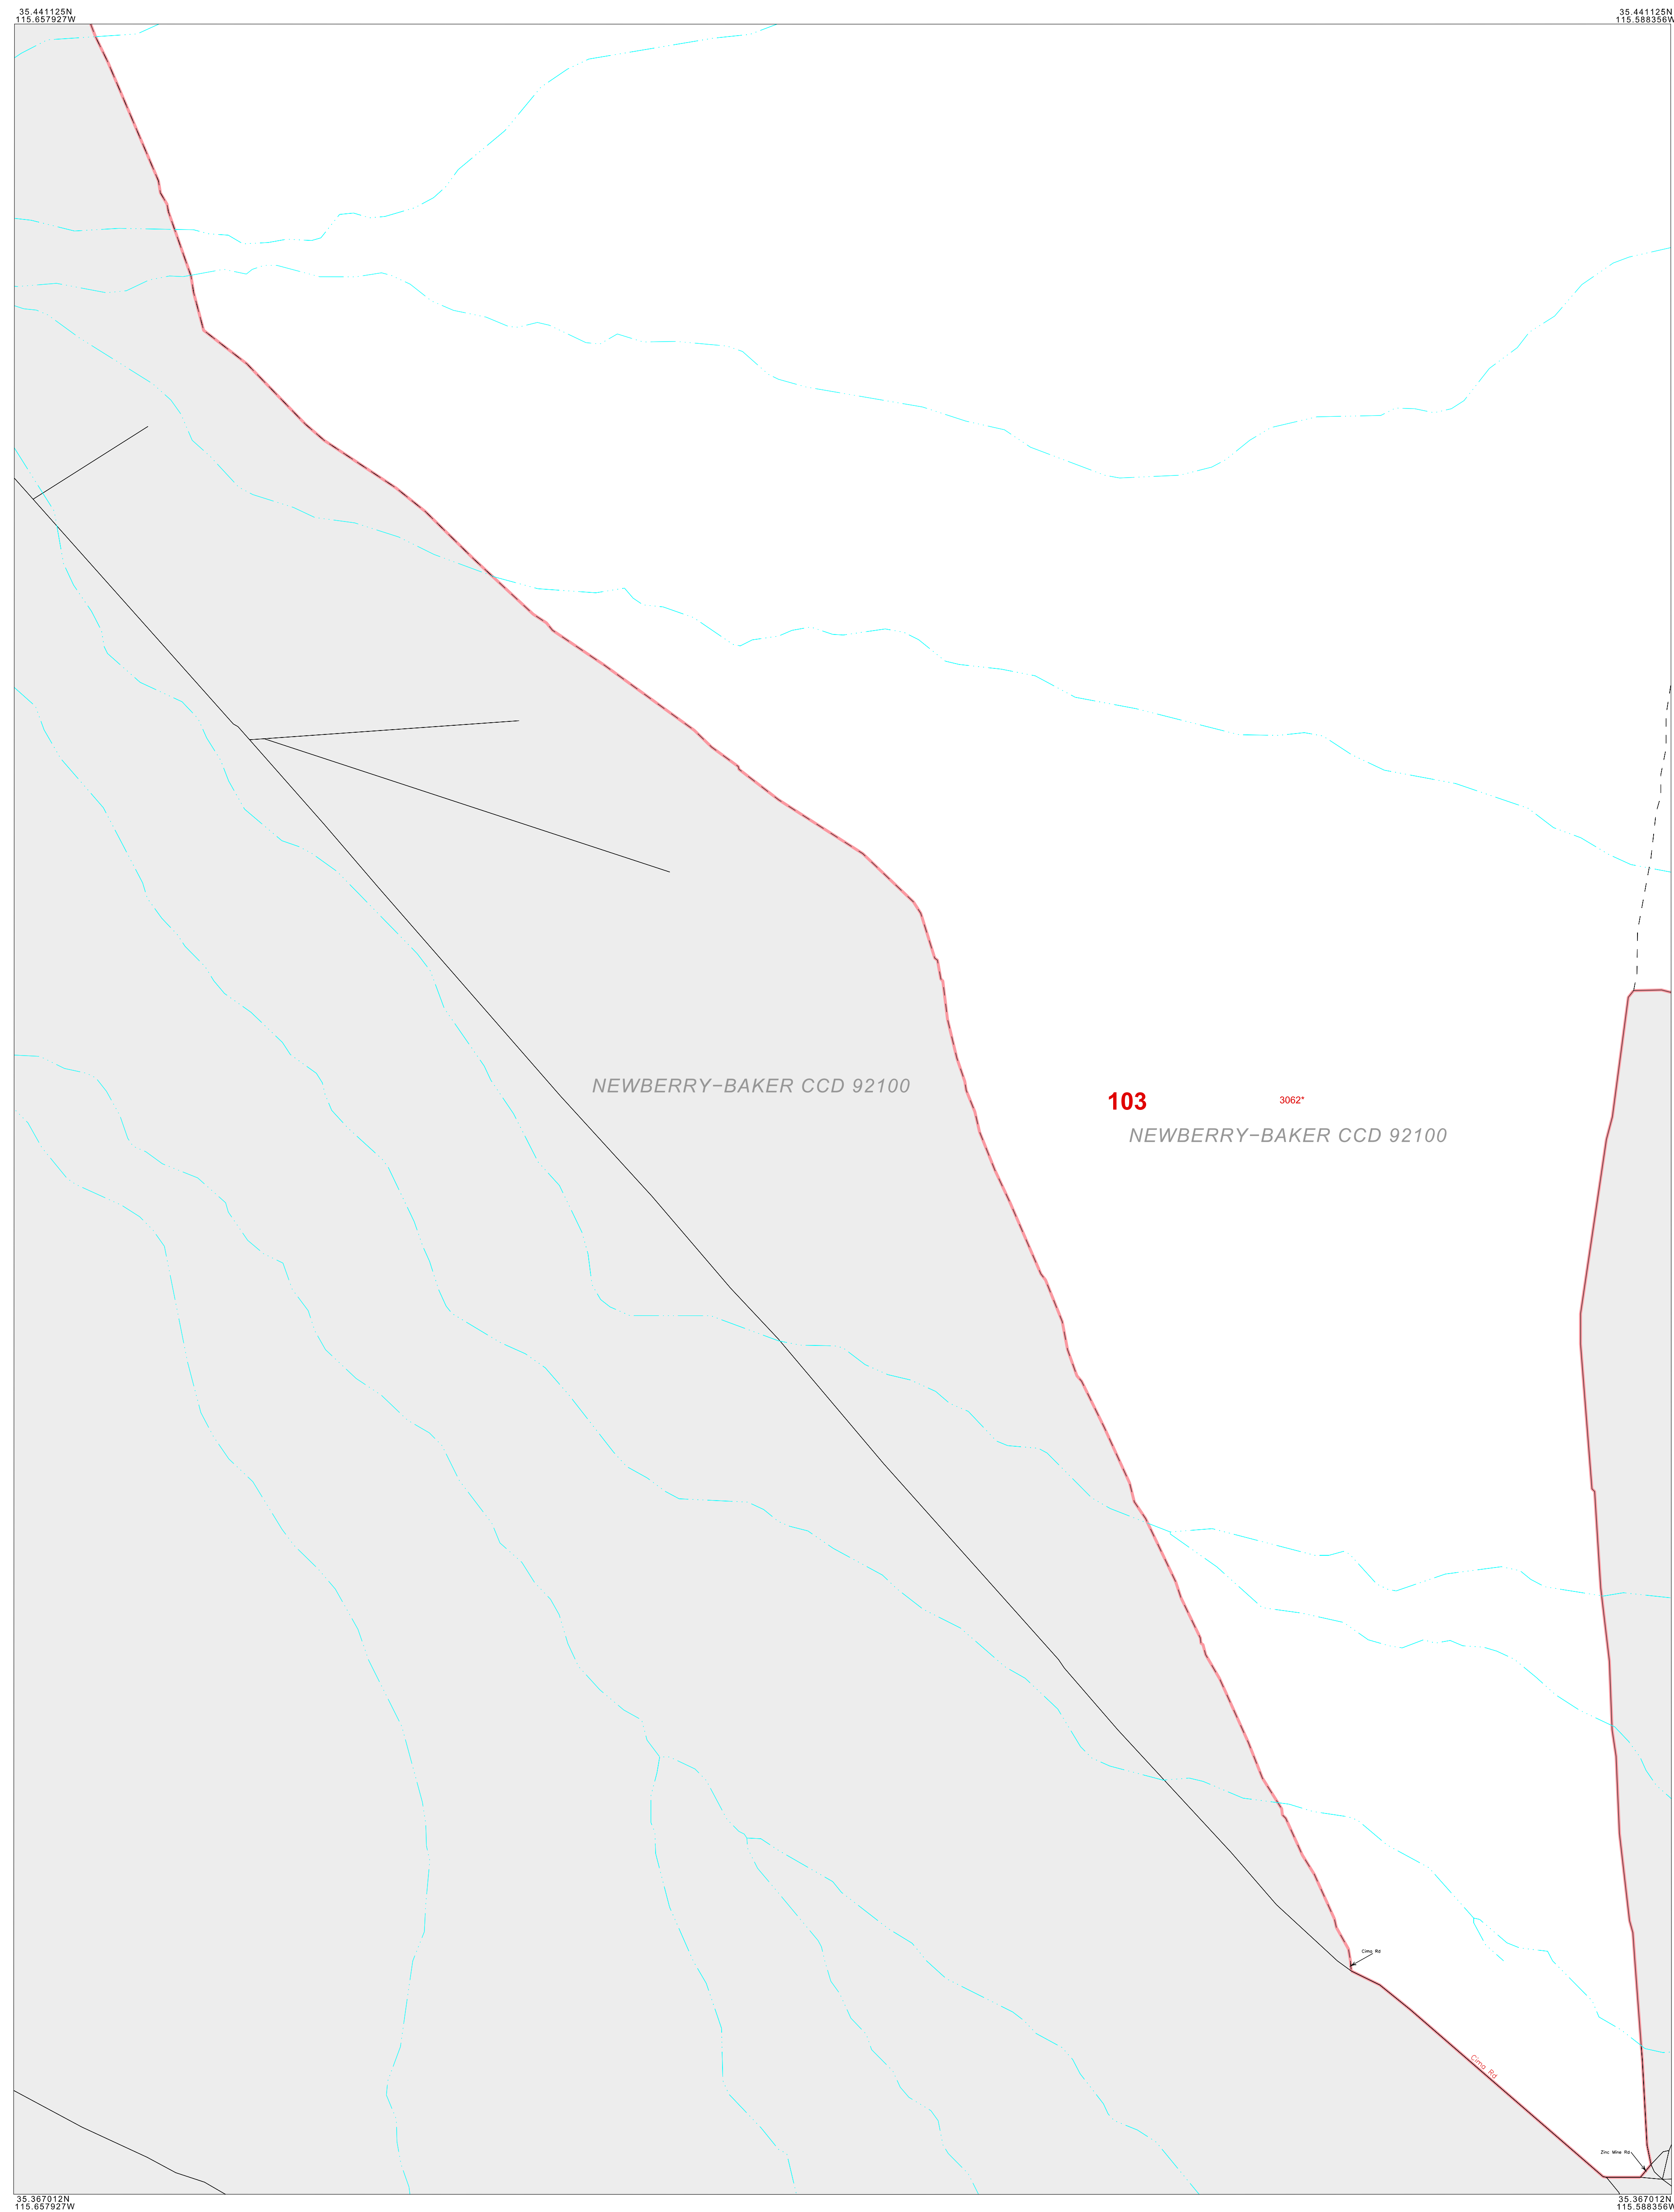 35.441125N
115.657927W
35.441125N
115.588356W
NEWBERRY-BAKER CCD 92100
103
3062*
NEWBERRY-BAKER CCD 92100
Cima Rd
Cima Rd
Zinc Mine Rd
35.367012N
115.657927W
35.367012N
115.588356W